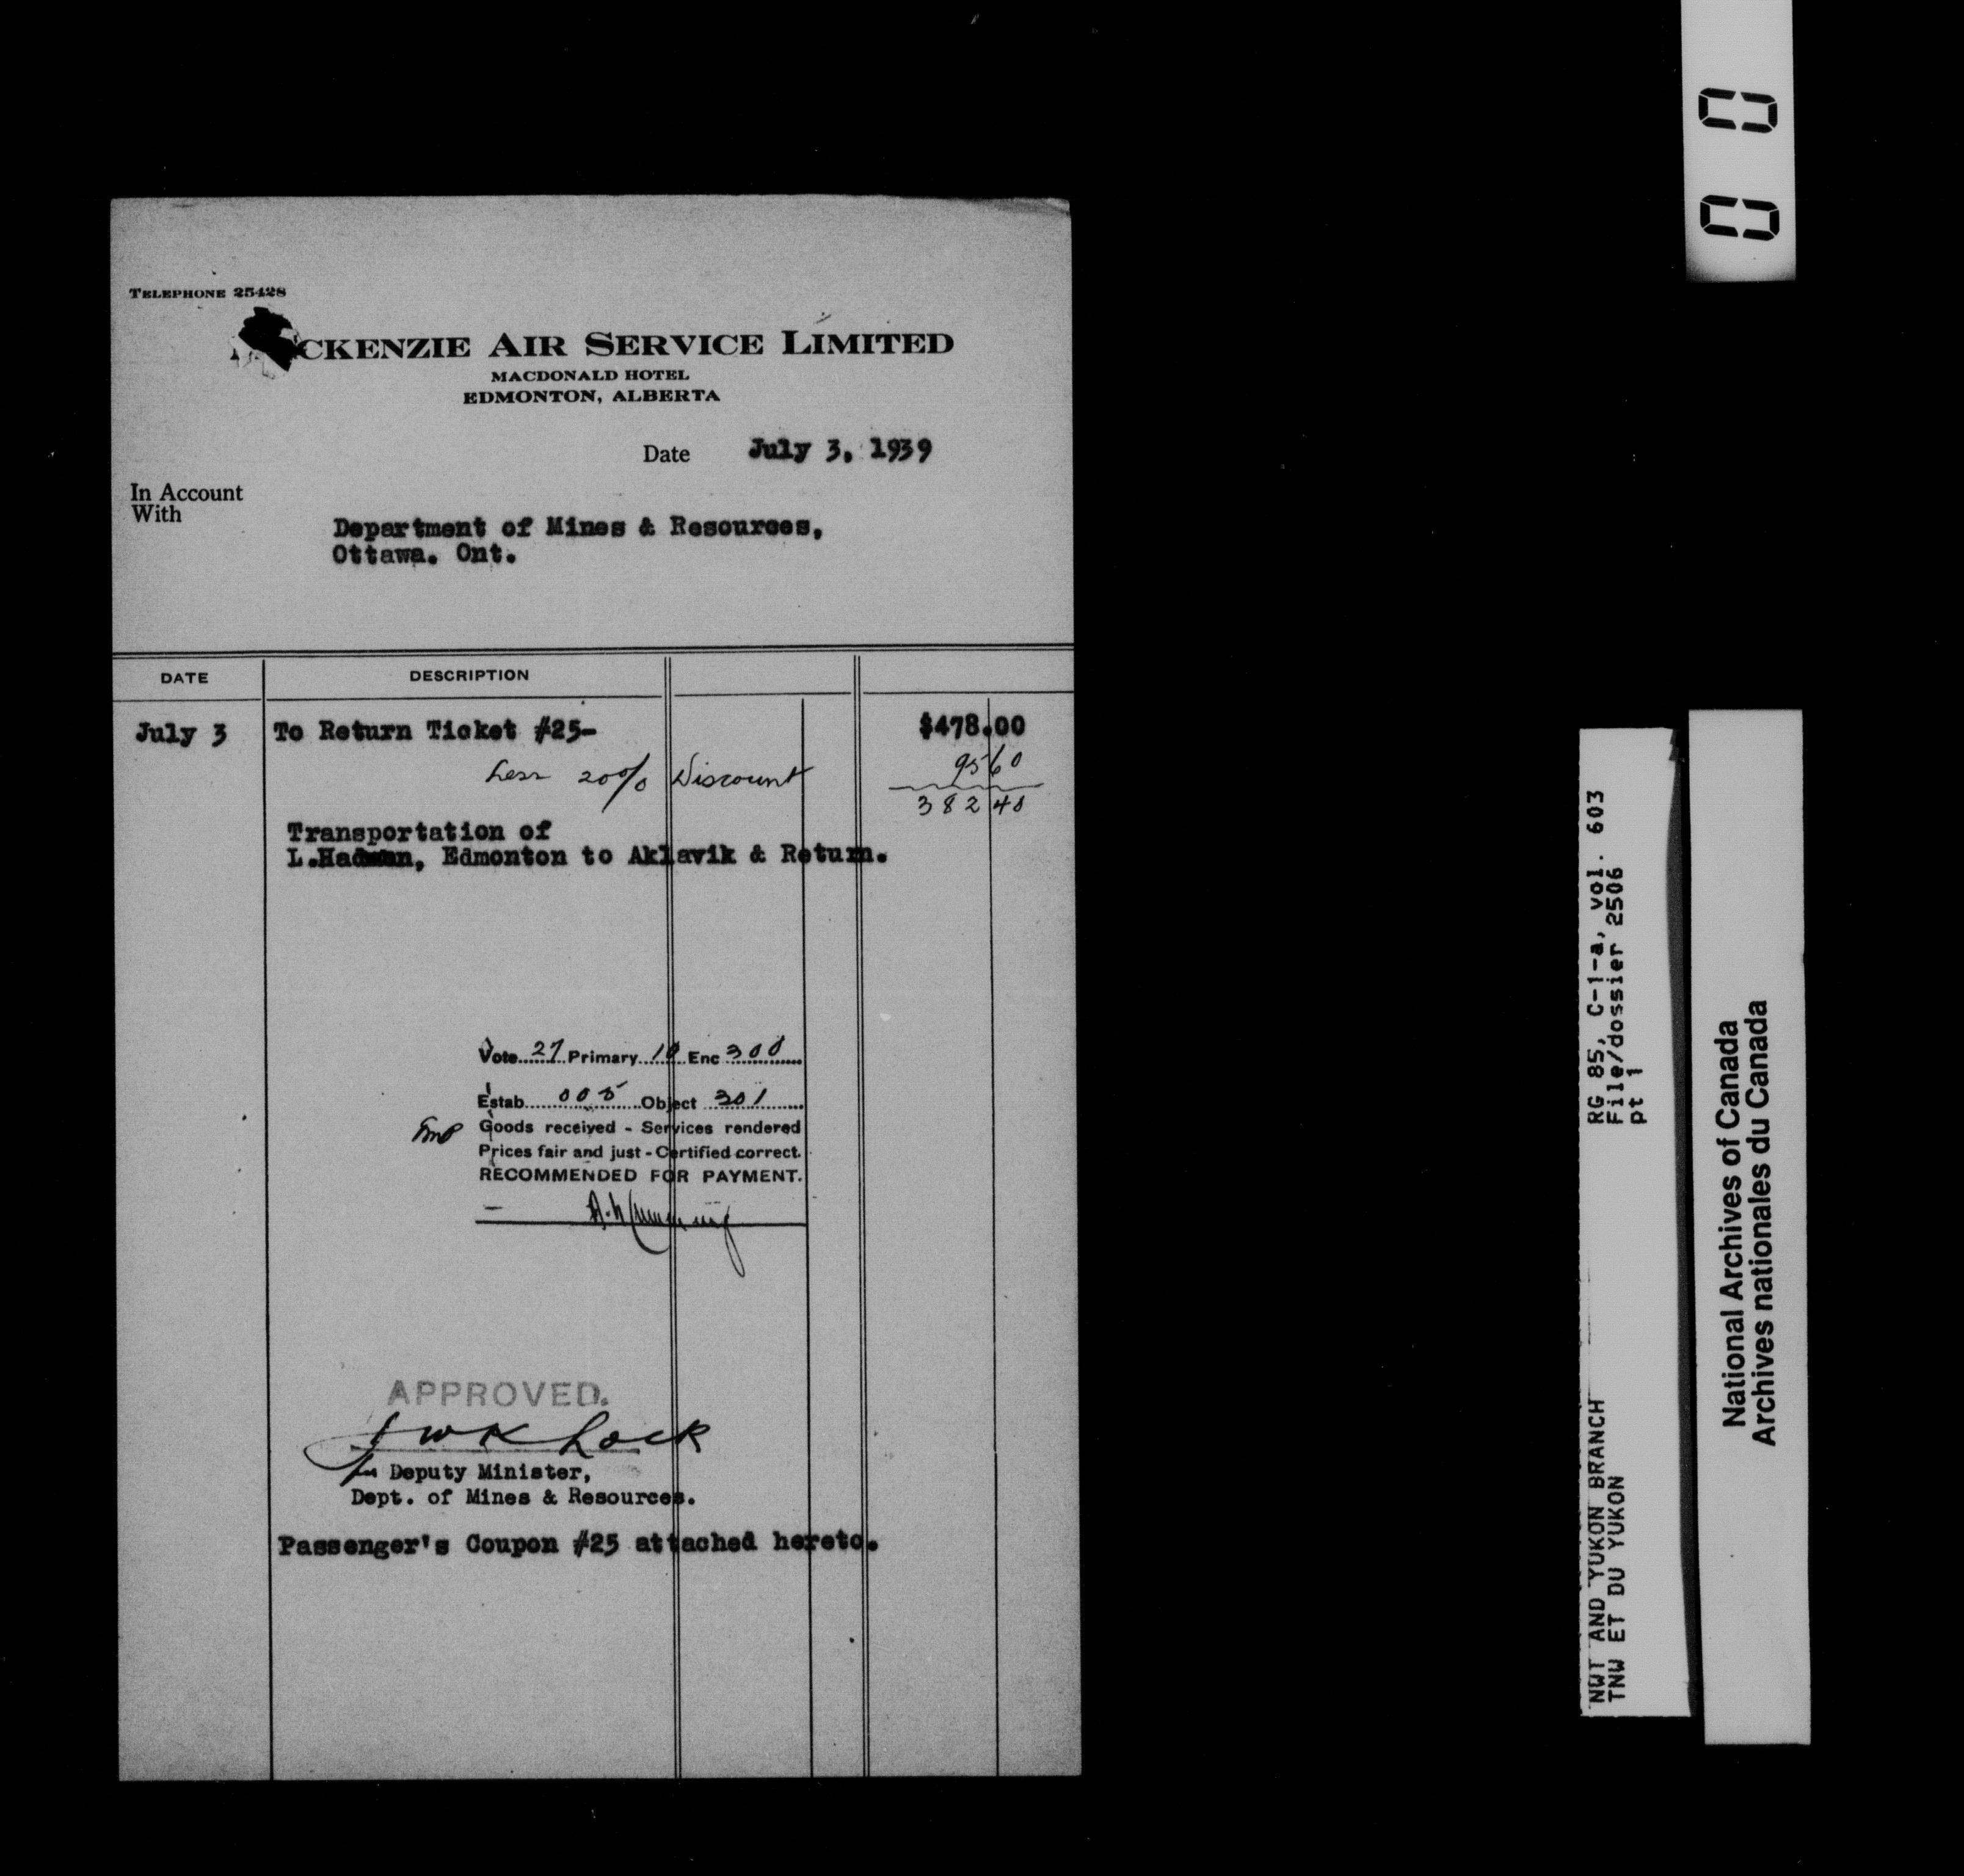 TELEPHONE 25428
CKENZIE AIR SERVICE LIMITED
MACDONALD HOTEL
EDMONTON, ALBERTA
Date July 3, 1939
In Account
With
Department of Mines & Resources,
Ottawa. Ont.
DATE DESCRIPTION
July 3 To Return Ticket #25- $478.00
Less 20% Discount 95 60
382 40
Transportation of
L., Edmonton to Aklavik & Return.
Vote 27 Primary 10 Enc 300
Estab 005 Object 301
Goods received - Services rendered
Prices fair and just - Certified correct.
RECOMMENDED FOR PAYMENT.
APPROVED.
Deputy Minister,
Dept. of Mines & Resources.
Passenger's Coupon #25 attached hereto.
00
RG 85, C-1-a, vol. 603
File/dossier 2506
pt 1
NWT AND YUKON BRANCH
TNW ET DU YUKON
National Archives of Canada
Archives nationales du Canada